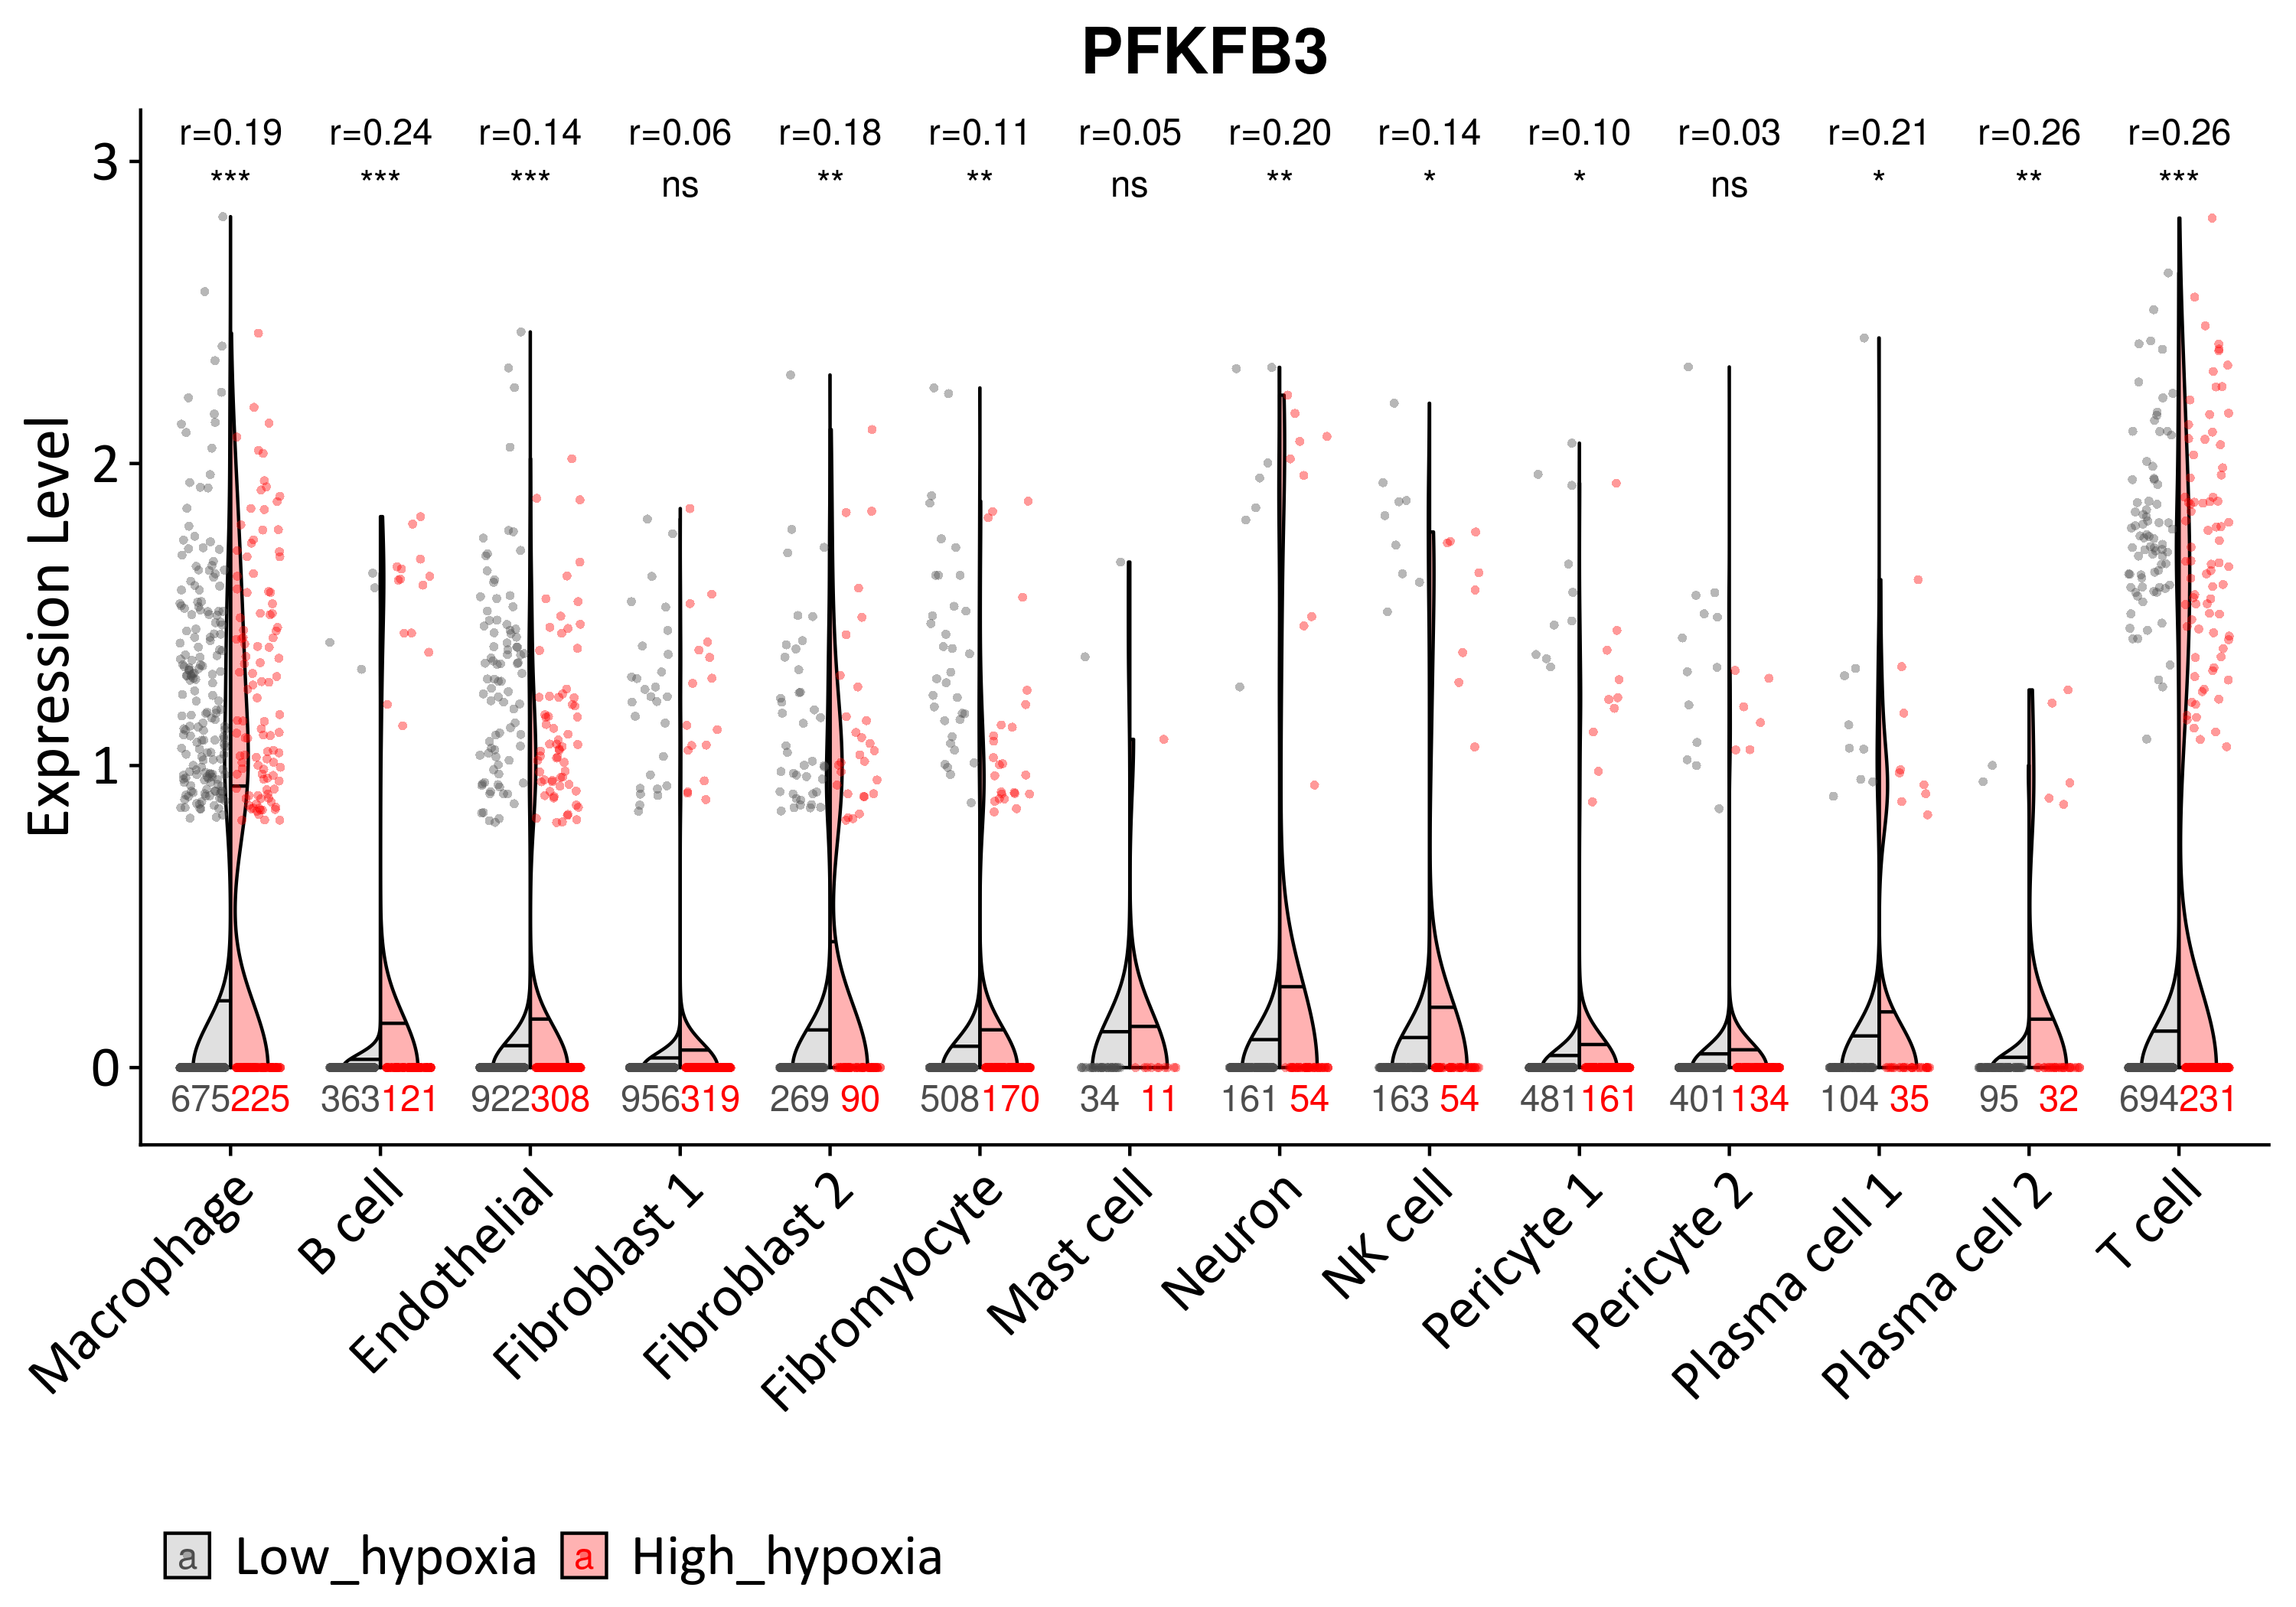 PFKFB3
r=0.19 r=0.24 r=0.14 r=0.06 r=0.18 r=0.11 r=0.05 r=0.20 r=0.14 r=0.10 r=0.03 r=0.21 r=0.26 r=0.26
*** *** *** ns ** ** ns ** * * ns * ** ***
Expression Level
3
2
1
0
675 225 363 121 922 308 956 319 269 90 508 170 34 11 161 54 163 54 481 161 401 134 104 35 95 32 694 231
Macrophage
B cell
Endothelial
Fibroblast 1
Fibroblast 2
Fibromyocyte
Mast cell
Neuron
NK cell
Pericyte 1
Pericyte 2
Plasma cell 1
Plasma cell 2
T cell
a Low_hypoxia a High_hypoxia